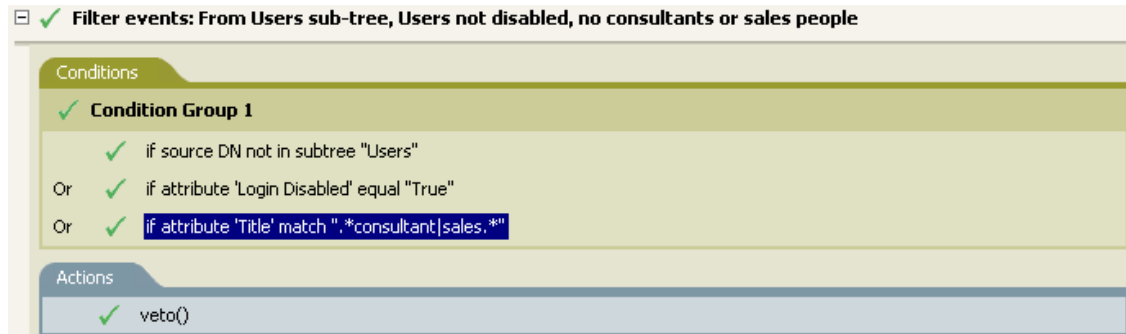 Filter events: From Users sub-tree, Users not disabled, no consultants or sales people
Conditions
Condition Group 1
if source DN not in subtree "Users"
Or if attribute 'Login Disabled' equal "True"
Or if attribute 'Title' match ".*consultant|sales.*"
Actions
veto()